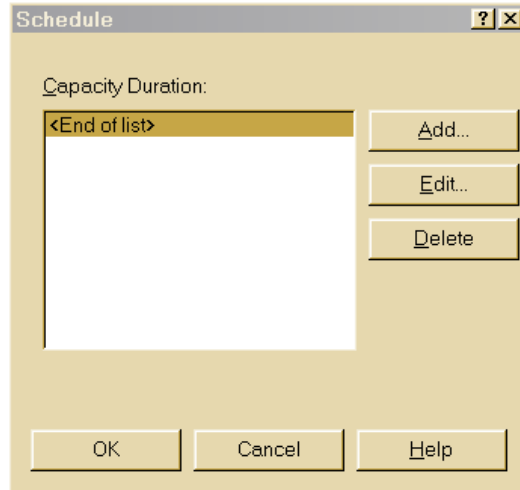 Schedule
Capacity Duration:
<End of list>
Add...
Edit...
Delete
OK
Cancel
Help